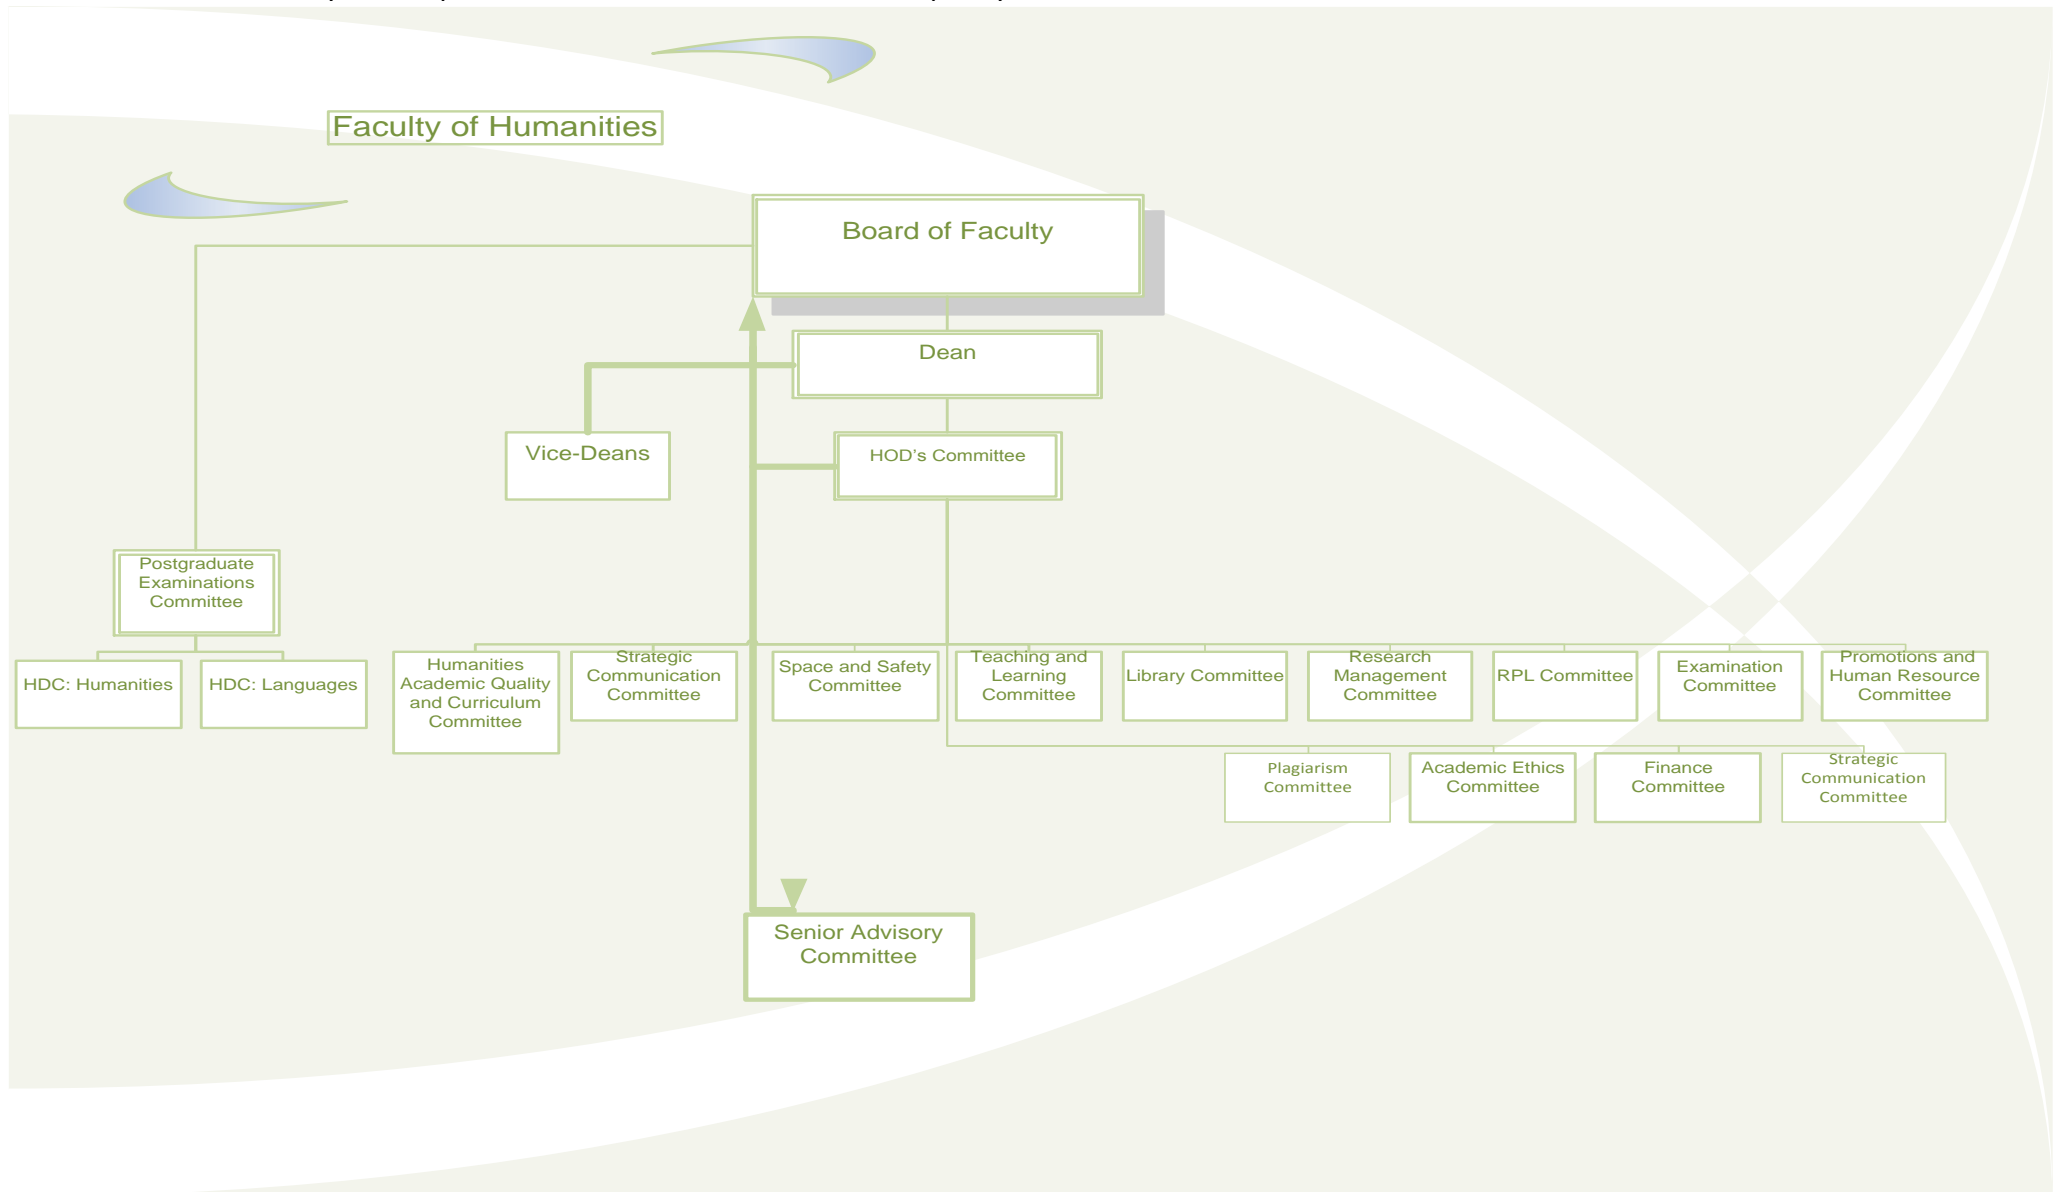 Faculty of Humanities
Board of Faculty
Dean
Vice-Deans
HOD's Committee
Postgraduate
Examinations
Committee
HDC: Humanities
HDC: Languages
Humanities
Academic Quality
and Curriculum
Committee
Strategic
Communication
Committee
Space and Safety
Committee
Teaching and
Learning
Committee
Library Committee
Research
Management
Committee
RPL Committee
Examination
Committee
Promotions and
Human Resource
Committee
Plagiarism
Committee
Academic Ethics
Committee
Finance
Committee
Strategic
Communication
Committee
Senior Advisory
Committee